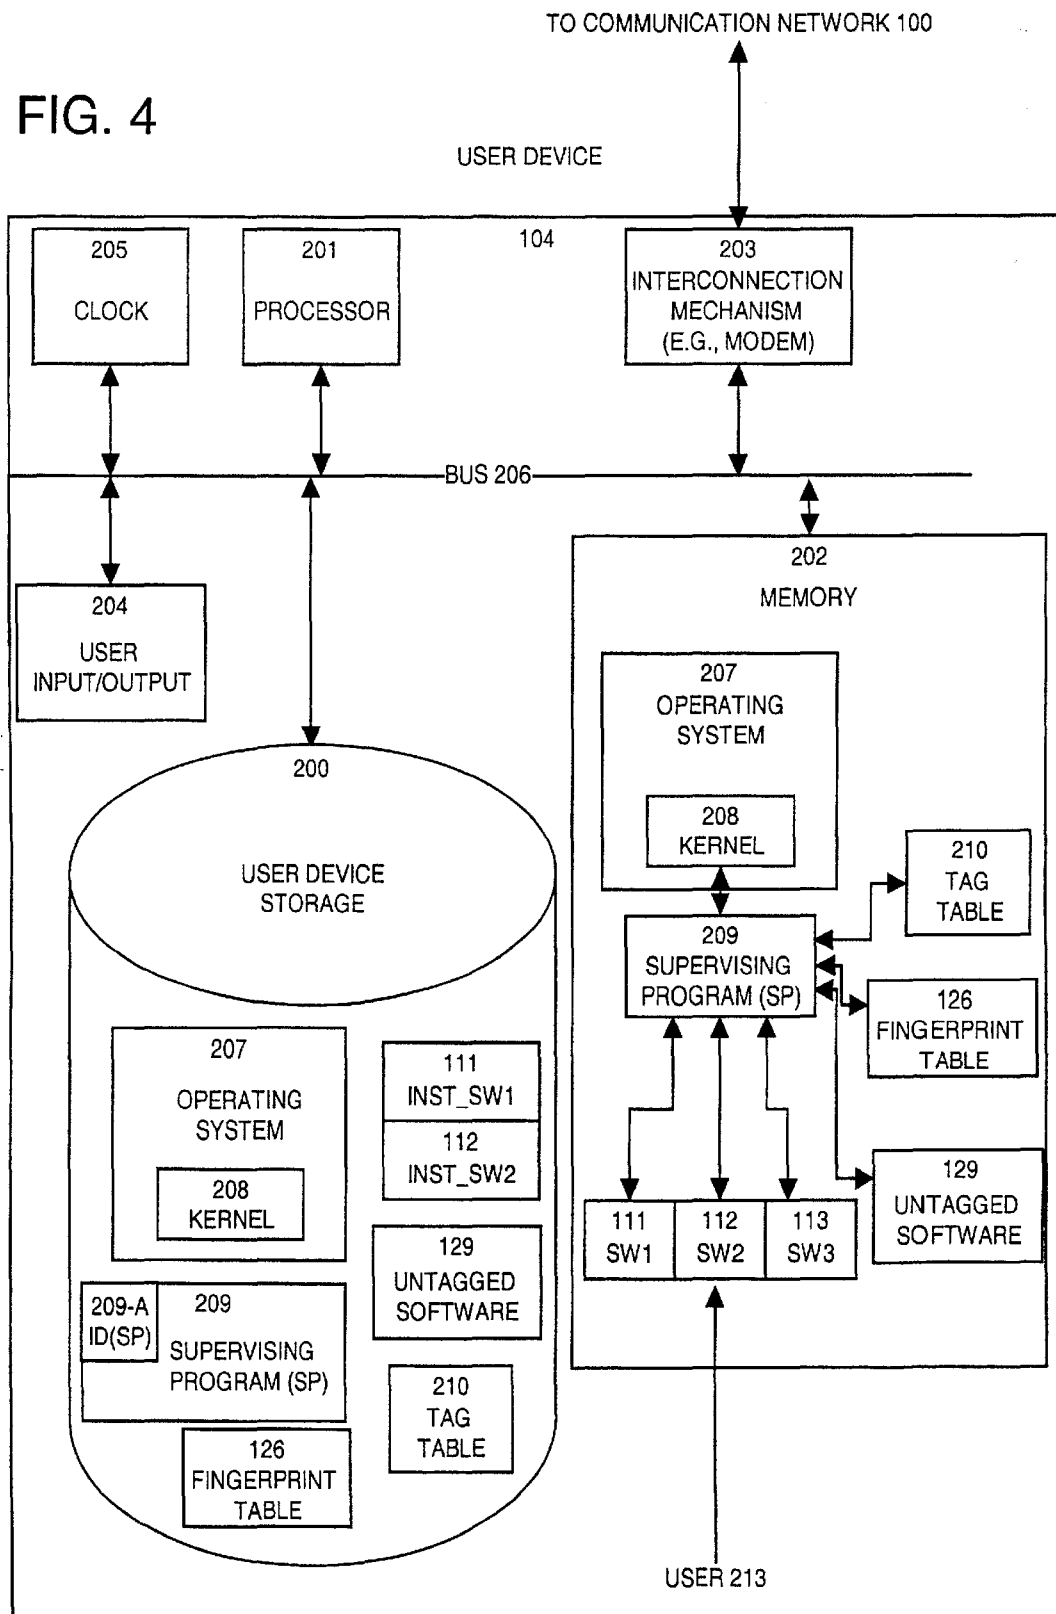 TO COMMUNICATION NETWORK 100
FIG. 4
USER DEVICE
104
205
CLOCK
201
PROCESSOR
203
INTERCONNECTION
MECHANISM
(E.G., MODEM)
BUS 206
204
USER
INPUT/OUTPUT
200
USER DEVICE
STORAGE
207
OPERATING
SYSTEM
208
KERNEL
111
INST_SW1
112
INST_SW2
129
UNTAGGED
SOFTWARE
209-A
ID(SP)
209
SUPERVISING
PROGRAM (SP)
210
TAG
TABLE
126
FINGERPRINT
TABLE
202
MEMORY
207
OPERATING
SYSTEM
208
KERNEL
209
SUPERVISING
PROGRAM (SP)
210
TAG
TABLE
126
FINGERPRINT
TABLE
129
UNTAGGED
SOFTWARE
111
SW1
112
SW2
113
SW3
USER 213